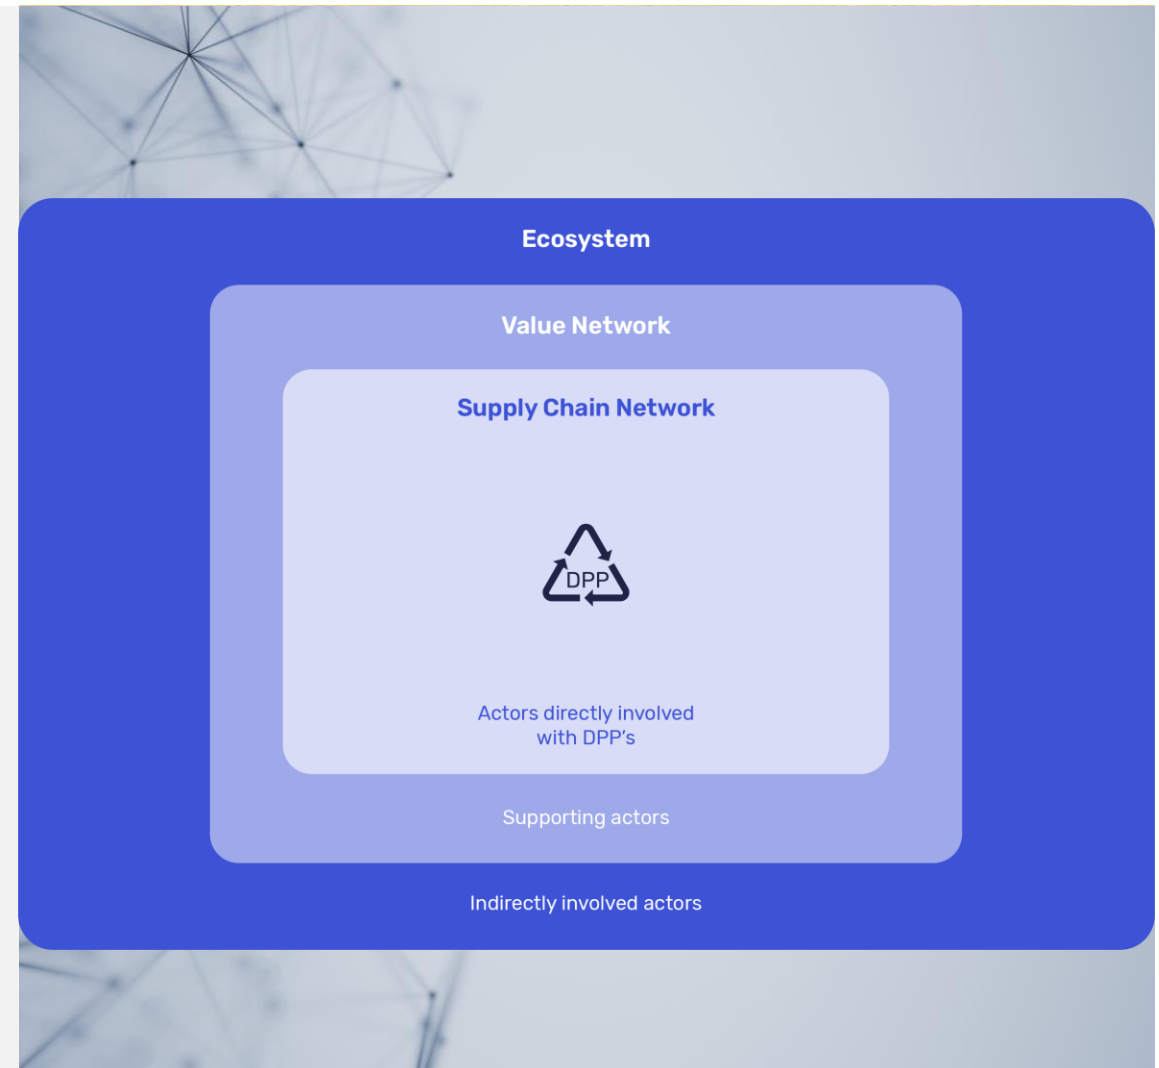 Ecosystem
Value Network
Supply Chain Network
DPP
Actors directly involved
with DPP's
Supporting actors
Indirectly involved actors